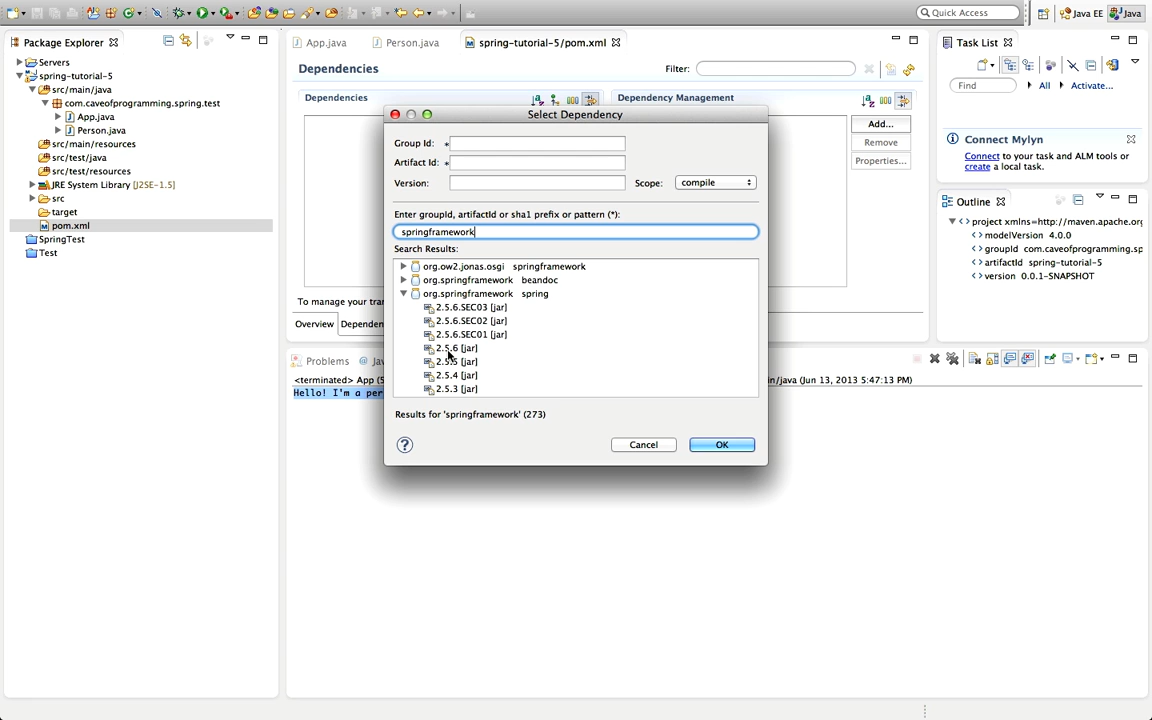 Quick Access
Java EE
Java
Package Explorer
Servers
spring-tutorial-5
src/main/java
com.caveofprogramming.spring.test
App.java
Person.java
src/main/resources
src/test/java
src/test/resources
JRE System Library [J2SE-1.5]
src
target
pom.xml
SpringTest
Test
App.java
Person.java
spring-tutorial-5/pom.xml
Dependencies
Filter:
Dependencies
Dependency Management
Add...
Remove
Properties...
To manage your tran
Overview
Dependen
Select Dependency
Group Id: *
Artifact Id: *
Version:
Scope:
compile
Enter groupId, artifactId or sha1 prefix or pattern (*):
springframework
Search Results:
org.ow2.jonas.osgi springframework
org.springframework beandoc
org.springframework spring
2.5.6.SEC03 [jar]
2.5.6.SEC02 [jar]
2.5.6.SEC01 [jar]
2.5.6 [jar]
2.5.5 [jar]
2.5.4 [jar]
2.5.3 [jar]
Results for 'springframework' (273)
?
Cancel
OK
Problems
@ Jav
<terminated> App (5
in/java (Jun 13, 2013 5:47:13 PM)
Hello! I'm a per
Task List
Find
All
Activate...
Connect Mylyn
Connect to your task and ALM tools or
create a local task.
Outline
project xmlns=http://maven.apache.org
modelVersion 4.0.0
groupId com.caveofprogramming.sp
artifactId spring-tutorial-5
version 0.0.1-SNAPSHOT